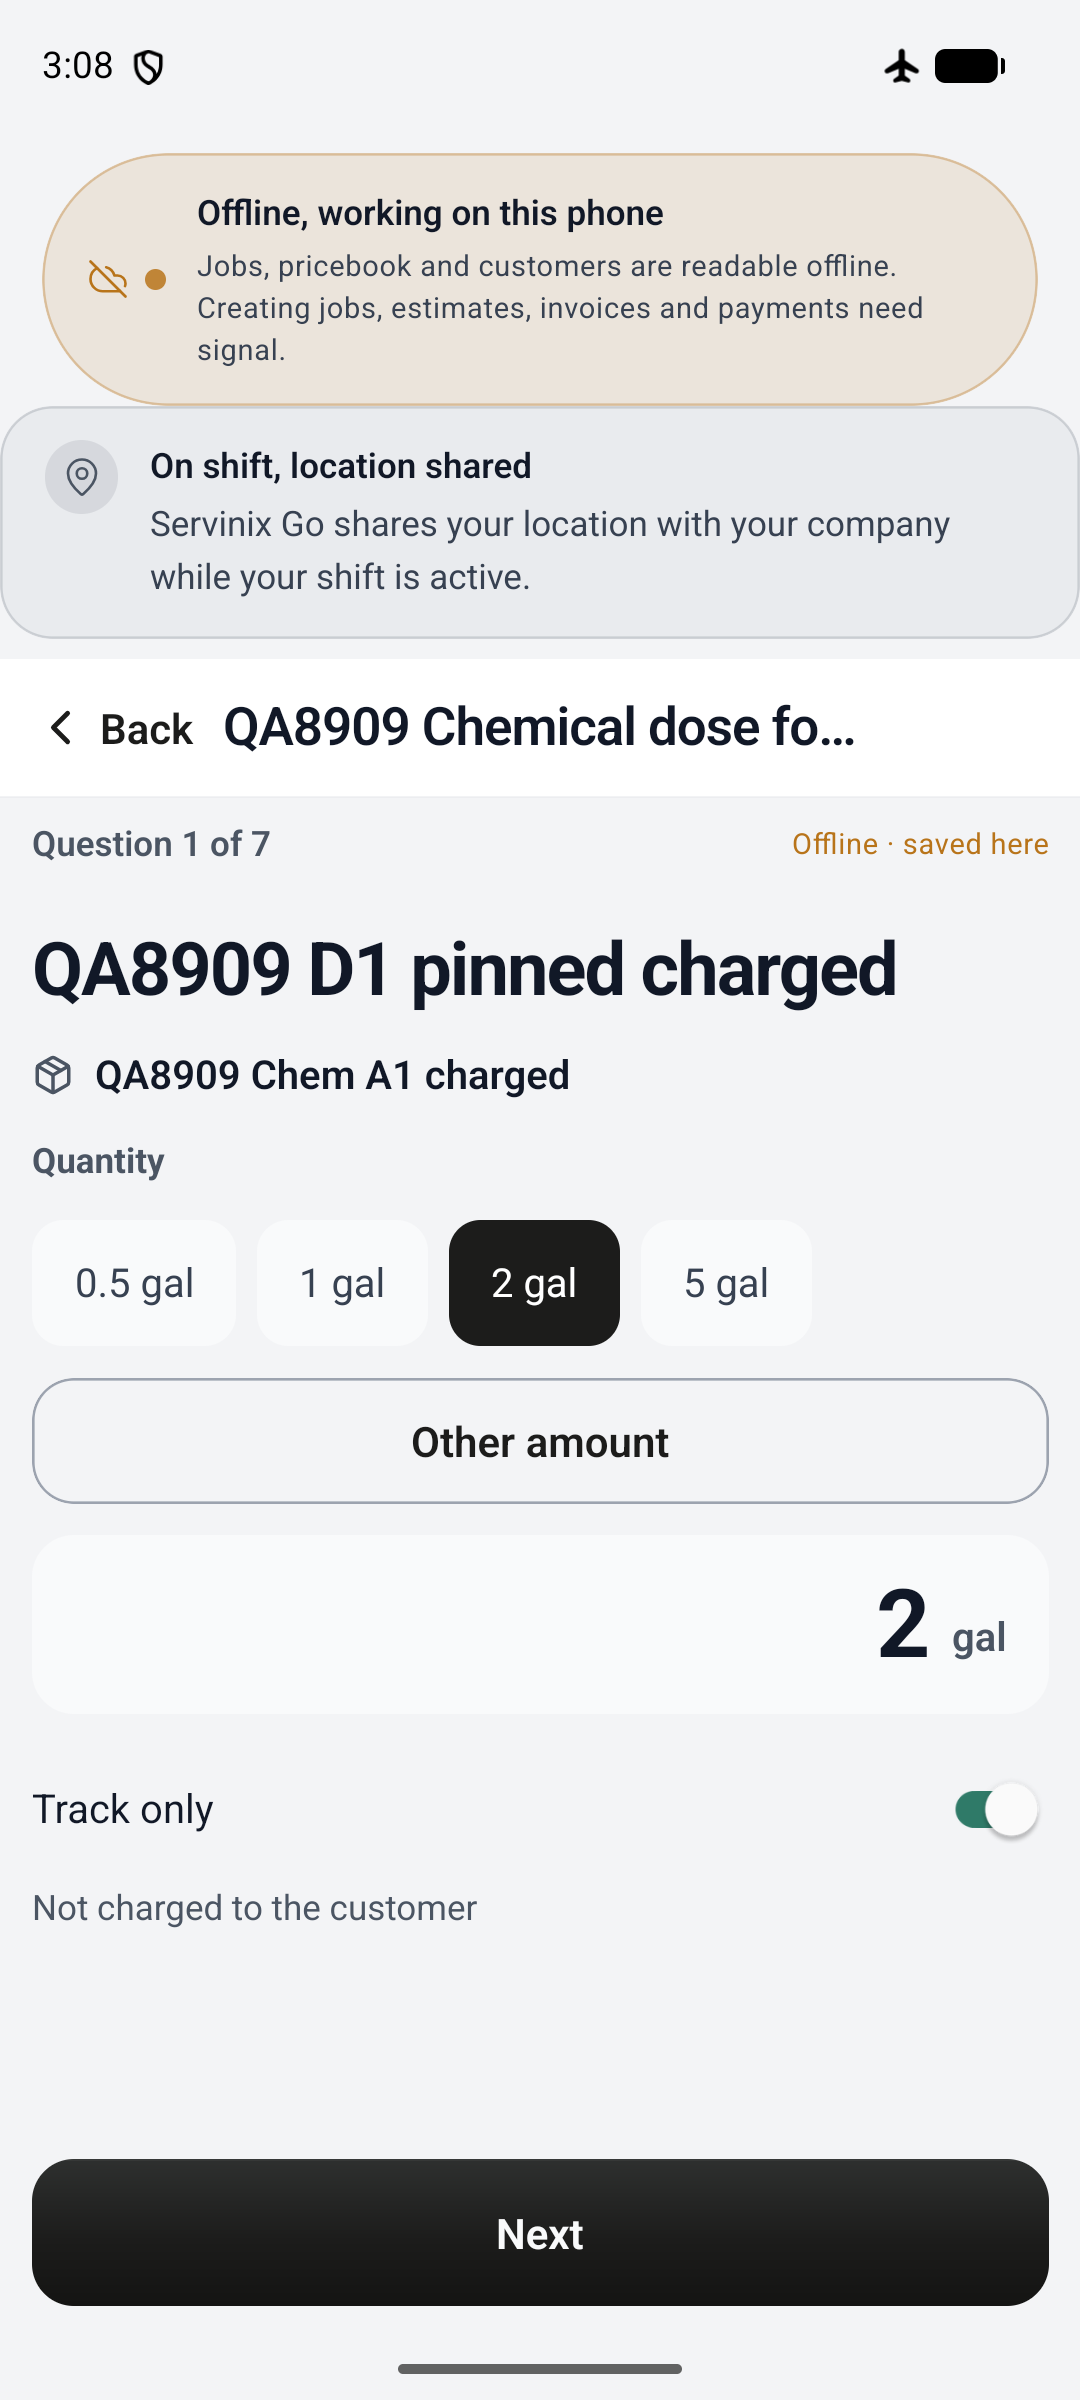 3:08
Offline, working on this phone
Jobs, pricebook and customers are readable offline.
Creating jobs, estimates, invoices and payments need
signal.
On shift, location shared
Servinix Go shares your location with your company
while your shift is active.
Back QA8909 Chemical dose fo...
Question 1 of 7 Offline · saved here
QA8909 D1 pinned charged
QA8909 Chem A1 charged
Quantity
0.5 gal 1 gal 2 gal 5 gal
Other amount
2 gal
Track only
Not charged to the customer
Next